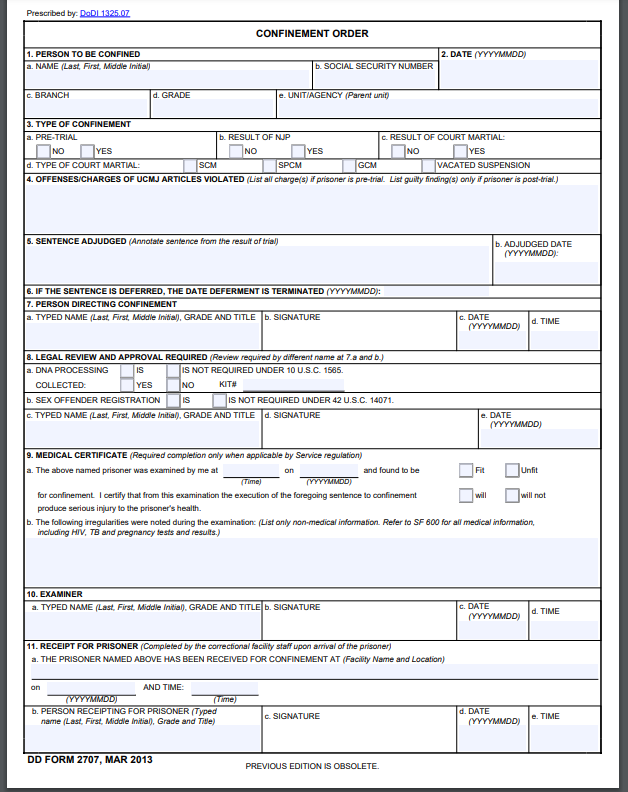 Prescribed by: DoDI 1325.07
CONFINEMENT ORDER
1. PERSON TO BE CONFINED
2. DATE (YYYYMMDD)
a. NAME (Last, First, Middle Initial)
b. SOCIAL SECURITY NUMBER
c. BRANCH
d. GRADE
e. UNIT/AGENCY (Parent unit)
3. TYPE OF CONFINEMENT
a. PRE-TRIAL
b. RESULT OF NJP
c. RESULT OF COURT MARTIAL:
NO YES
NO YES
NO YES
d. TYPE OF COURT MARTIAL: SCM SPCM GCM VACATED SUSPENSION
4. OFFENSES/CHARGES OF UCMJ ARTICLES VIOLATED (List all charge(s) if prisoner is pre-trial. List guilty finding(s) only if prisoner is post-trial.)
5. SENTENCE ADJUDGED (Annotate sentence from the result of trial)
b. ADJUDGED DATE
(YYYYMMDD):
6. IF THE SENTENCE IS DEFERRED, THE DATE DEFERMENT IS TERMINATED (YYYYMMDD):
7. PERSON DIRECTING CONFINEMENT
a. TYPED NAME (Last, First, Middle Initial), GRADE AND TITLE
b. SIGNATURE
c. DATE
(YYYYMMDD)
d. TIME
8. LEGAL REVIEW AND APPROVAL REQUIRED (Review required by different name at 7.a and b.)
a. DNA PROCESSING IS IS NOT REQUIRED UNDER 10 U.S.C. 1565.
COLLECTED: YES NO KIT#
b. SEX OFFENDER REGISTRATION IS IS NOT REQUIRED UNDER 42 U.S.C. 14071.
c. TYPED NAME (Last, First, Middle Initial), GRADE AND TITLE
d. SIGNATURE
e. DATE
(YYYYMMDD)
9. MEDICAL CERTIFICATE (Required completion only when applicable by Service regulation)
a. The above named prisoner was examined by me at on and found to be Fit Unfit
(Time) (YYYYMMDD)
for confinement. I certify that from this examination the execution of the foregoing sentence to confinement will will not
produce serious injury to the prisoner's health.
b. The following irregularities were noted during the examination: (List only non-medical information. Refer to SF 600 for all medical information,
including HIV, TB and pregnancy tests and results.)
10. EXAMINER
a. TYPED NAME (Last, First, Middle Initial), GRADE AND TITLE
b. SIGNATURE
c. DATE
(YYYYMMDD)
d. TIME
11. RECEIPT FOR PRISONER (Completed by the correctional facility staff upon arrival of the prisoner)
a. THE PRISONER NAMED ABOVE HAS BEEN RECEIVED FOR CONFINEMENT AT (Facility Name and Location)
on AND TIME:
(YYYYMMDD) (Time)
b. PERSON RECEIPTING FOR PRISONER (Typed
name (Last, First, Middle Initial), Grade and Title)
c. SIGNATURE
d. DATE
(YYYYMMDD)
e. TIME
DD FORM 2707, MAR 2013
PREVIOUS EDITION IS OBSOLETE.